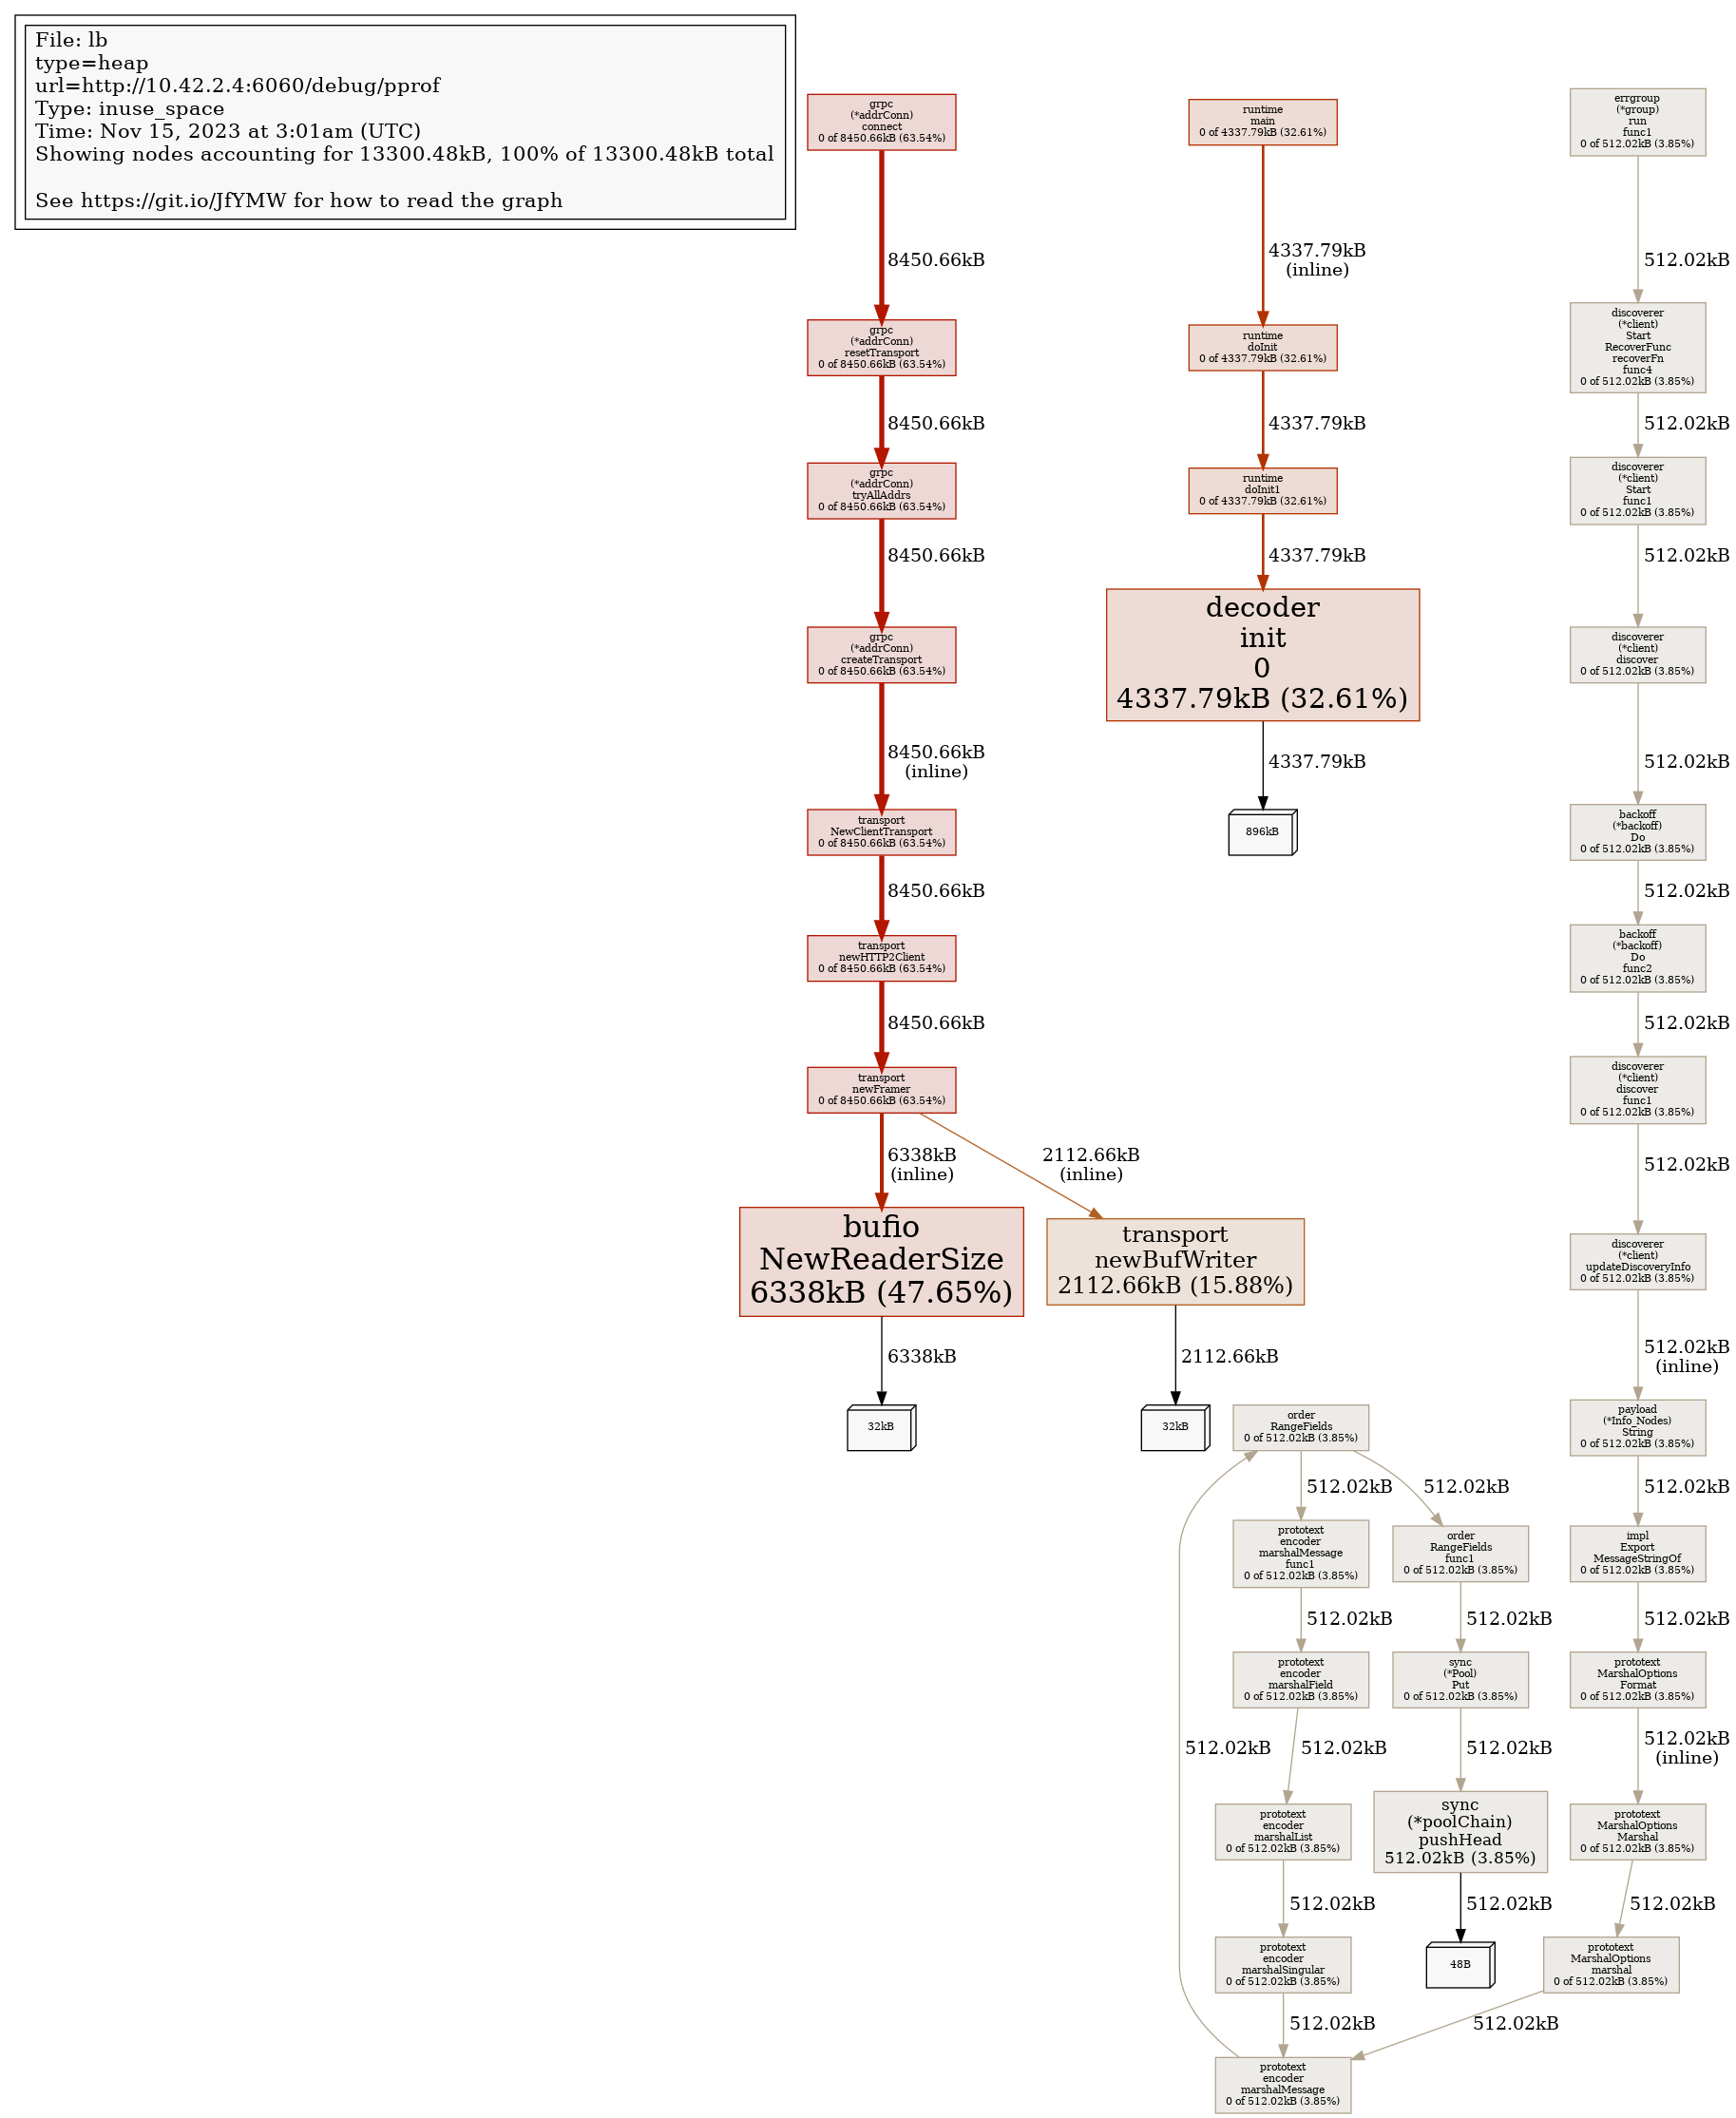 File: lb
type=heap
url=http://10.42.2.4:6060/debug/pprof
Type: inuse_space
Time: Nov 15, 2023 at 3:01am (UTC)
Showing nodes accounting for 13300.48kB, 100% of 13300.48kB total
See https://git.io/JfYMW for how to read the graph
grpc
(*addrConn)
connect
0 of 8450.66kB (63.54%)
8450.66kB
grpc
(*addrConn)
resetTransport
0 of 8450.66kB (63.54%)
8450.66kB
grpc
(*addrConn)
tryAllAddrs
0 of 8450.66kB (63.54%)
8450.66kB
grpc
(*addrConn)
createTransport
0 of 8450.66kB (63.54%)
8450.66kB
(inline)
transport
NewClientTransport
0 of 8450.66kB (63.54%)
8450.66kB
transport
newHTTP2Client
0 of 8450.66kB (63.54%)
8450.66kB
transport
newFramer
0 of 8450.66kB (63.54%)
6338kB
(inline)
2112.66kB
(inline)
bufio
NewReaderSize
6338kB (47.65%)
6338kB
32kB
transport
newBufWriter
2112.66kB (15.88%)
2112.66kB
32kB
runtime
main
0 of 4337.79kB (32.61%)
4337.79kB
(inline)
runtime
doInit
0 of 4337.79kB (32.61%)
4337.79kB
runtime
doInit1
0 of 4337.79kB (32.61%)
4337.79kB
decoder
init
0
4337.79kB (32.61%)
4337.79kB
896kB
errgroup
(*group)
run
func1
0 of 512.02kB (3.85%)
512.02kB
discoverer
(*client)
Start
RecoverFunc
recoverFn
func4
0 of 512.02kB (3.85%)
512.02kB
discoverer
(*client)
Start
func1
0 of 512.02kB (3.85%)
512.02kB
discoverer
(*client)
discover
0 of 512.02kB (3.85%)
512.02kB
backoff
(*backoff)
Do
0 of 512.02kB (3.85%)
512.02kB
backoff
(*backoff)
Do
func2
0 of 512.02kB (3.85%)
512.02kB
discoverer
(*client)
discover
func1
0 of 512.02kB (3.85%)
512.02kB
discoverer
(*client)
updateDiscoveryInfo
0 of 512.02kB (3.85%)
512.02kB
(inline)
payload
(*Info_Nodes)
String
0 of 512.02kB (3.85%)
512.02kB
impl
Export
MessageStringOf
0 of 512.02kB (3.85%)
512.02kB
prototext
MarshalOptions
Format
0 of 512.02kB (3.85%)
512.02kB
(inline)
prototext
MarshalOptions
Marshal
0 of 512.02kB (3.85%)
512.02kB
prototext
MarshalOptions
marshal
0 of 512.02kB (3.85%)
512.02kB
order
RangeFields
0 of 512.02kB (3.85%)
512.02kB
512.02kB
prototext
encoder
marshalMessage
func1
0 of 512.02kB (3.85%)
512.02kB
prototext
encoder
marshalField
0 of 512.02kB (3.85%)
512.02kB
512.02kB
prototext
encoder
marshalList
0 of 512.02kB (3.85%)
512.02kB
prototext
encoder
marshalSingular
0 of 512.02kB (3.85%)
512.02kB
prototext
encoder
marshalMessage
0 of 512.02kB (3.85%)
order
RangeFields
func1
0 of 512.02kB (3.85%)
512.02kB
sync
(*Pool)
Put
0 of 512.02kB (3.85%)
512.02kB
sync
(*poolChain)
pushHead
512.02kB (3.85%)
512.02kB
48B